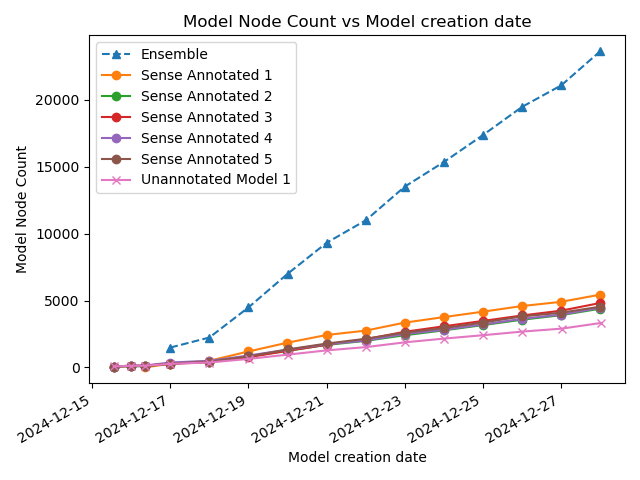 Model Node Count vs Model creation date
Ensemble
Sense Annotated 1
Sense Annotated 2
Sense Annotated 3
Sense Annotated 4
Sense Annotated 5
Unannotated Model 1
Model Node Count
20000
15000
10000
5000
0
2024-12-15
2024-12-17
2024-12-19
2024-12-21
2024-12-23
2024-12-25
2024-12-27
Model creation date